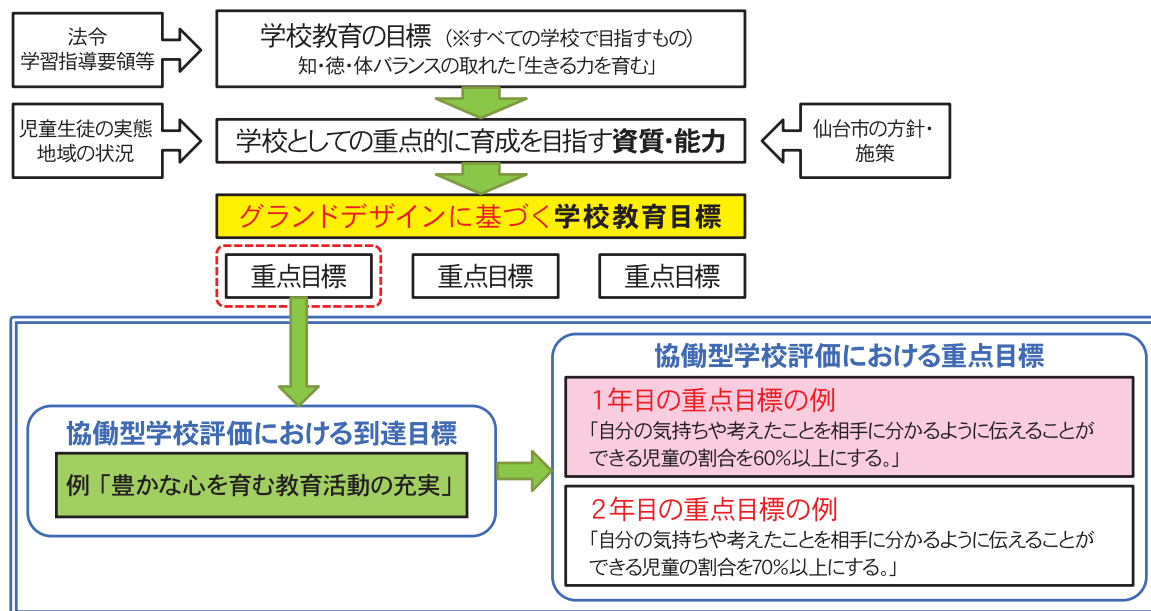 法令
学習指導要領等
学校教育の目標 (※すべての学校で目指すもの)
知・徳・体バランスの取れた「生きる力を育む」
児童生徒の実態
地域の状況
学校としての重点的に育成を目指す資質・能力
仙台市の方針・
施策
グランドデザインに基づく学校教育目標
重点目標
重点目標
重点目標
協働型学校評価における到達目標
例「豊かな心を育む教育活動の充実」
協働型学校評価における重点目標
1年目の重点目標の例
「自分の気持ちや考えたことを相手に分かるように伝えることが
できる児童の割合を60%以上にする。」
2年目の重点目標の例
「自分の気持ちや考えたことを相手に分かるように伝えることが
できる児童の割合を70%以上にする。」